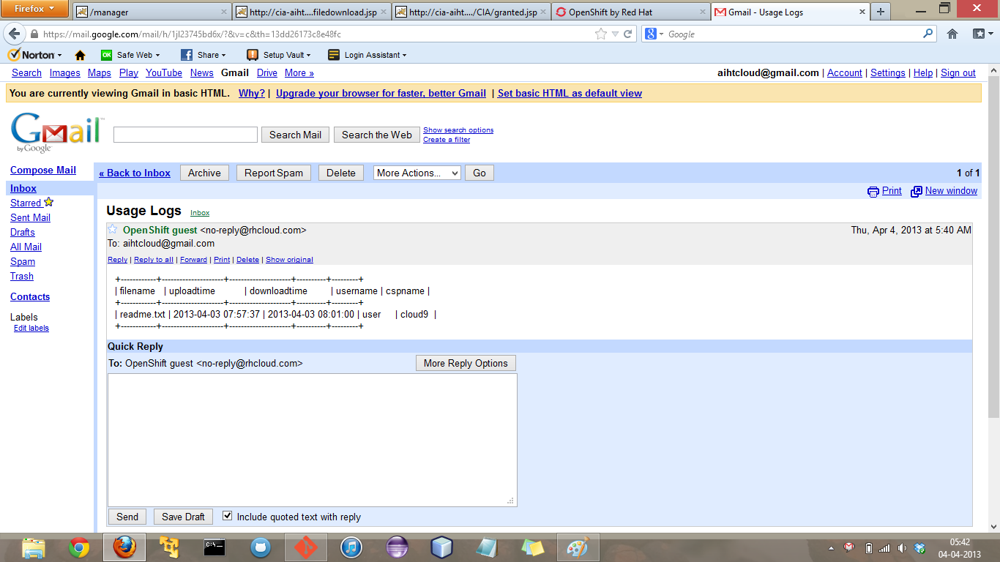 Firefox
/manager
http://cia-aiht....filedownload.jsp
http://cia-aiht..../CIA/granted.jsp
OpenShift by Red Hat
Gmail - Usage Logs
https://mail.google.com/mail/h/1jl23745bd6x/?&v=c&th=13dd26173c8e48fc
Google
Norton
OK Safe Web
Share
Setup Vault
Login Assistant
Search Images Maps Play YouTube News Gmail Drive More »
aihtcloud@gmail.com | Account | Settings | Help | Sign out
You are currently viewing Gmail in basic HTML. Why? | Upgrade your browser for faster, better Gmail | Set basic HTML as default view
Gmail
by Google
Search Mail
Search the Web
Show search options
Create a filter
Compose Mail
Inbox
Starred
Sent Mail
Drafts
All Mail
Spam
Trash
Contacts
Labels
Edit labels
« Back to Inbox
Archive
Report Spam
Delete
More Actions...
Go
1 of 1
Print
New window
Usage Logs Inbox
OpenShift guest <no-reply@rhcloud.com>
Thu, Apr 4, 2013 at 5:40 AM
To: aihtcloud@gmail.com
Reply | Reply to all | Forward | Print | Delete | Show original
+------------+---------------------+---------------------+----------+---------+
| filename | uploadtime | downloadtime | username | cspname |
+------------+---------------------+---------------------+----------+---------+
| readme.txt | 2013-04-03 07:57:37 | 2013-04-03 08:01:00 | user | cloud9 |
+------------+---------------------+---------------------+----------+---------+
Quick Reply
To: OpenShift guest <no-reply@rhcloud.com>
More Reply Options
Send
Save Draft
Include quoted text with reply
05:42
04-04-2013